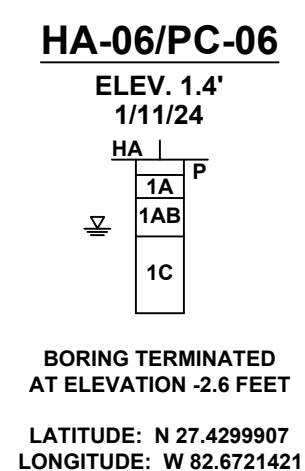 HA-06/PC-06
ELEV. 1.4'
1/11/24
HA
P
1A
1AB
1C
BORING TERMINATED
AT ELEVATION -2.6 FEET
LATITUDE: N 27.4299907
LONGITUDE: W 82.6721421